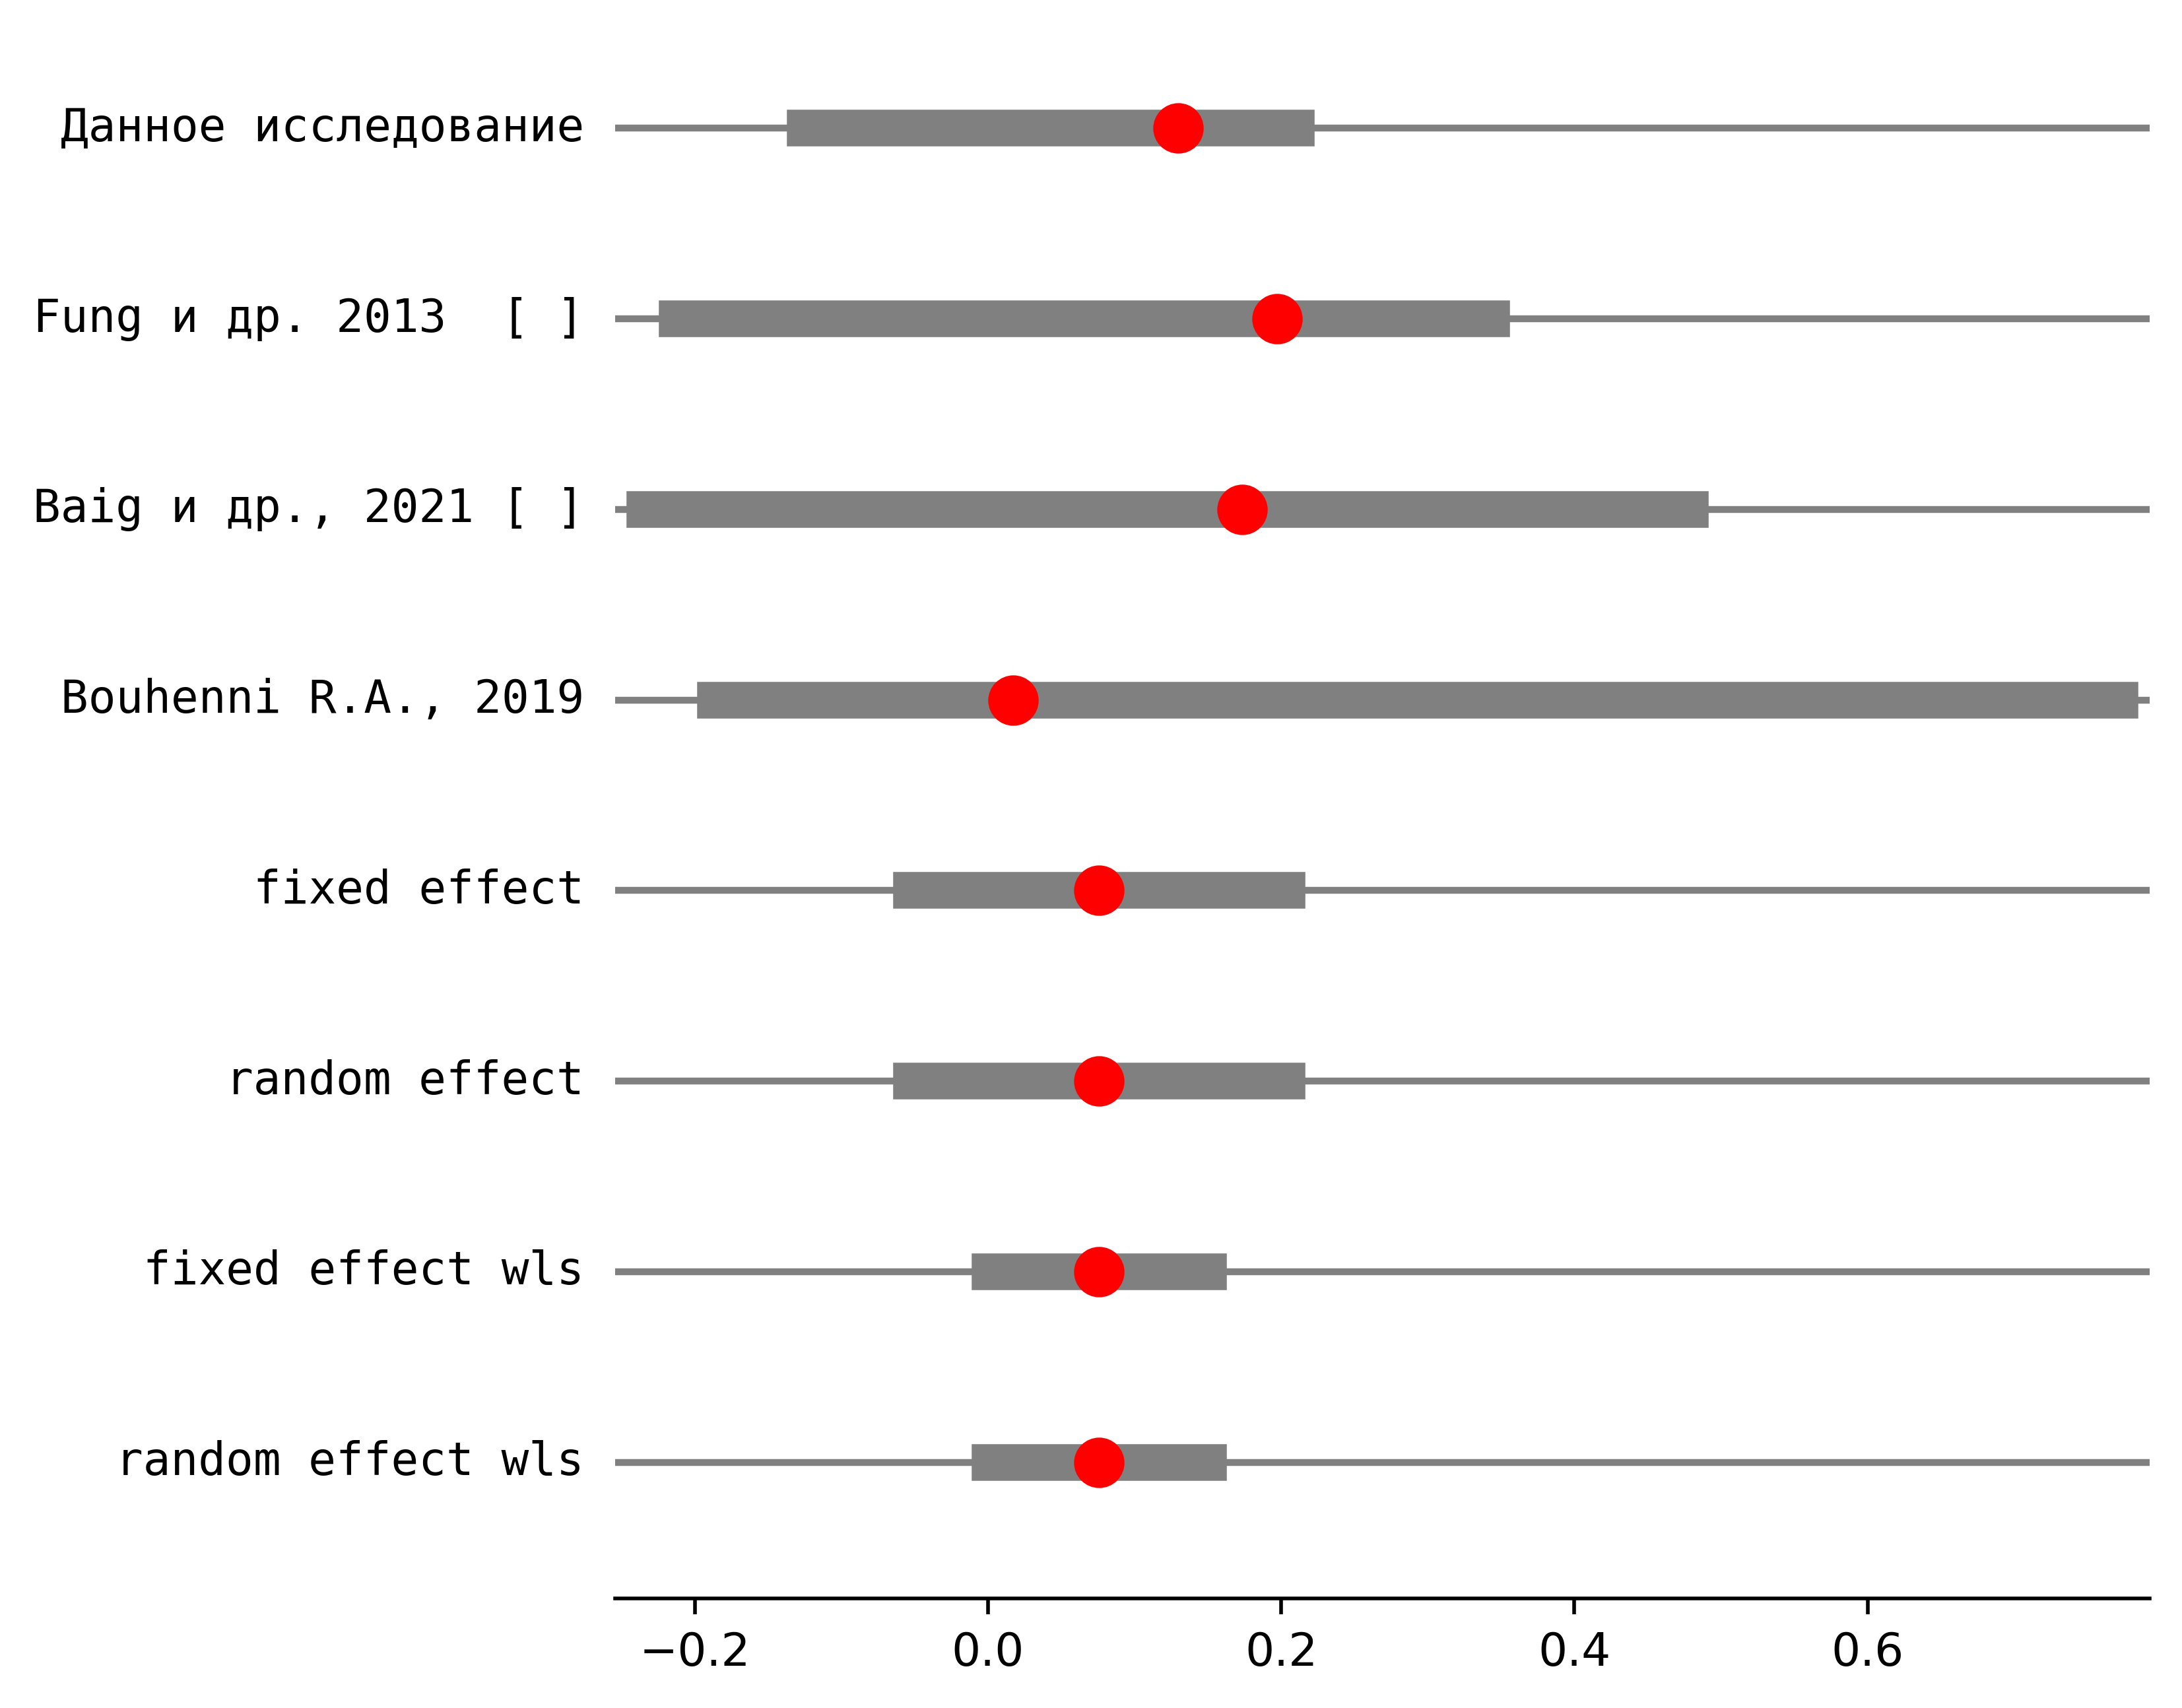 Данное исследование
Fung и др. 2013  [ ]
Baig и др., 2021 [ ]
Bouhenni R.A., 2019
fixed effect
random effect
fixed effect wls
random effect wls
−0.2 0.0 0.2 0.4 0.6